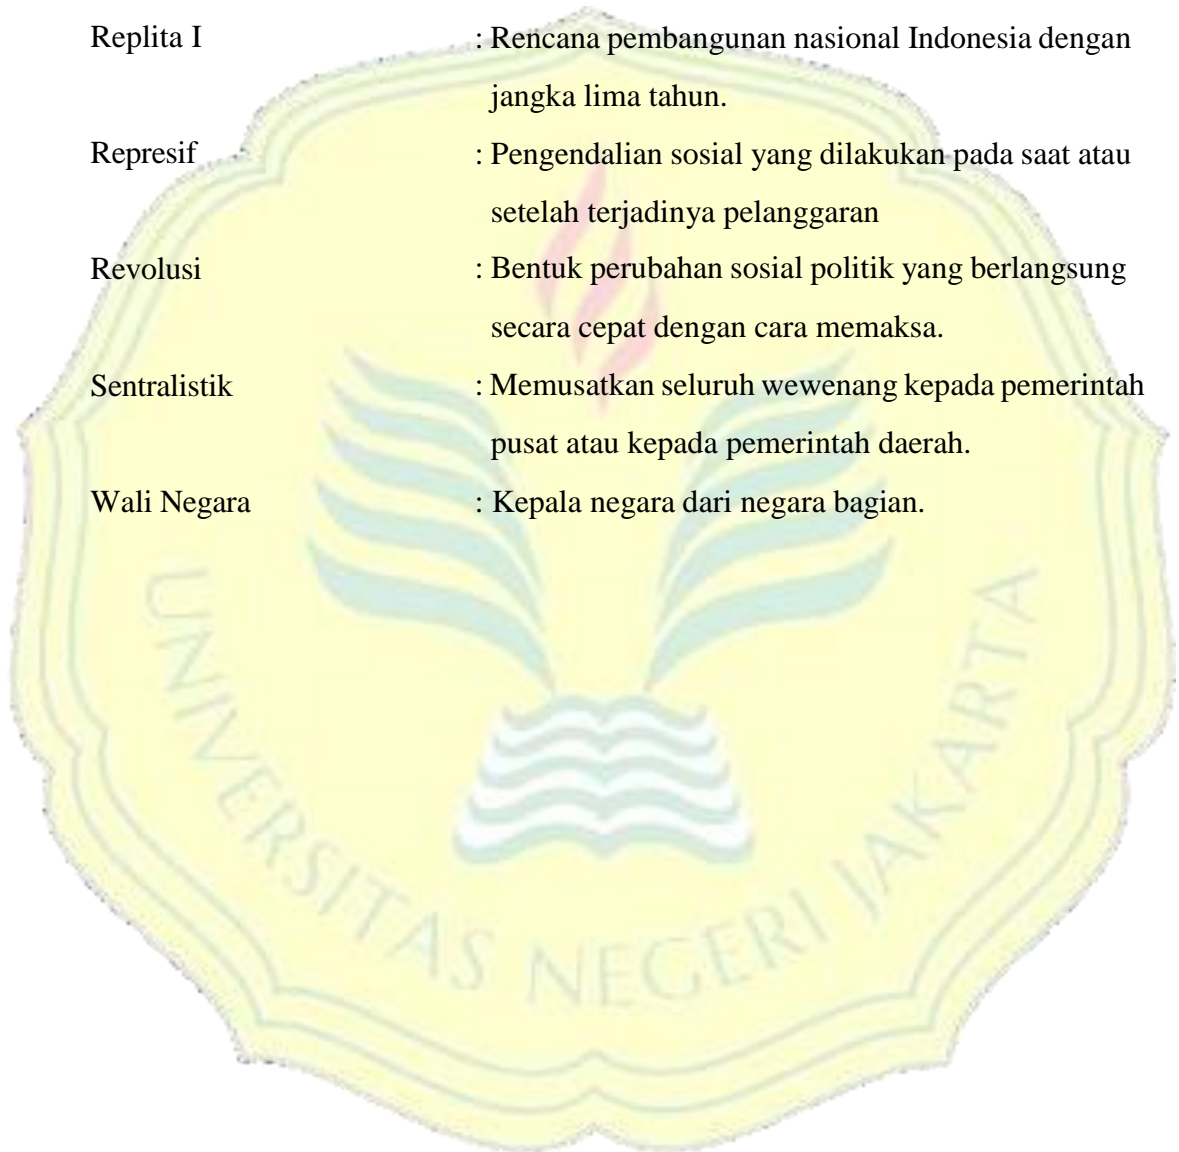 Replita I : Rencana pembangunan nasional Indonesia dengan
jangka lima tahun.
Represif : Pengendalian sosial yang dilakukan pada saat atau
setelah terjadinya pelanggaran
Revolusi : Bentuk perubahan sosial politik yang berlangsung
secara cepat dengan cara memaksa.
Sentralistik : Memusatkan seluruh wewenang kepada pemerintah
pusat atau kepada pemerintah daerah.
Wali Negara : Kepala negara dari negara bagian.
UNIVERSITAS NEGERI JAKARTA